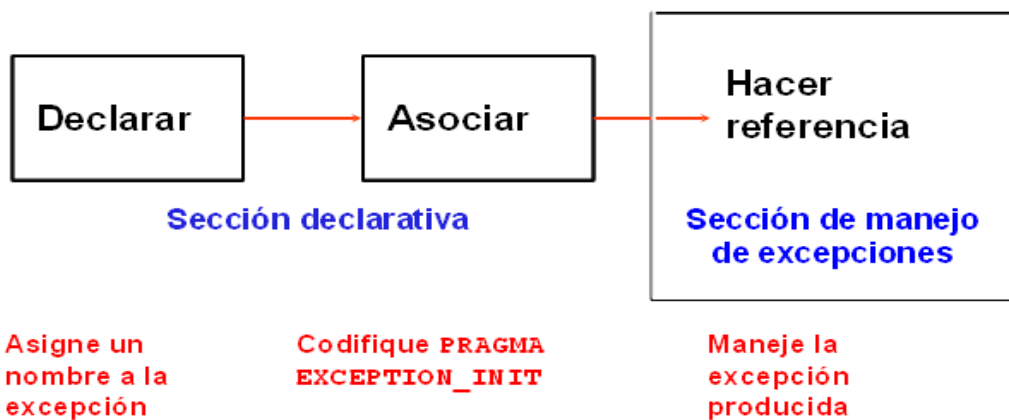 Declarar
Asociar
Hacer
referencia
Sección declarativa
Sección de manejo
de excepciones
Asigne un
nombre a la
excepción
Codifique PRAGMA
EXCEPTION_INIT
Maneje la
excepción
producida